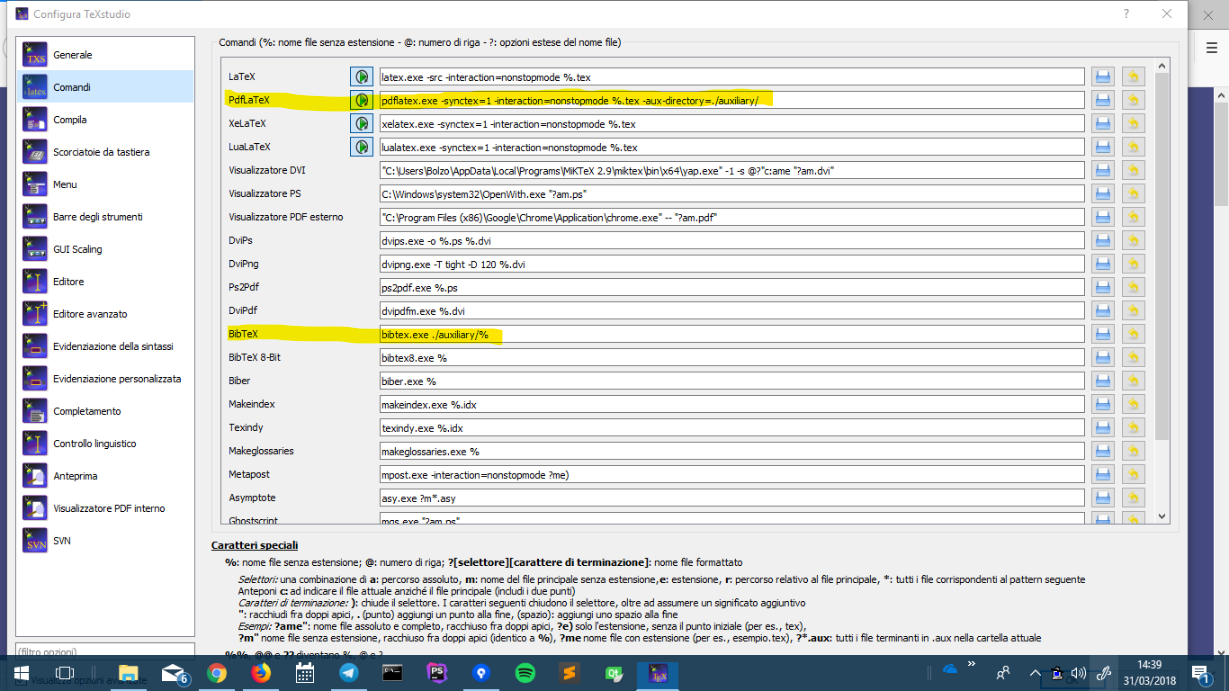 Configura TeXstudio
?
Generale
Comandi
Compila
Scorciatoie da tastiera
Menu
Barre degli strumenti
GUI Scaling
Editore
Editore avanzato
Evidenziazione della sintassi
Evidenziazione personalizzata
Completamento
Controllo linguistico
Anteprima
Visualizzatore PDF interno
SVN
(filtro opzioni)
Comandi (%: nome file senza estensione - @: numero di riga - ?: opzioni estese del nome file)
LaTeX latex.exe -src -interaction=nonstopmode %.tex
PdfLaTeX pdflatex.exe -synctex=1 -interaction=nonstopmode %.tex -aux-directory=./auxiliary/
XeLaTeX xelatex.exe -synctex=1 -interaction=nonstopmode %.tex
LuaLaTeX lualatex.exe -synctex=1 -interaction=nonstopmode %.tex
Visualizzatore DVI "C:\Users\Bolzo\AppData\Local\Programs\MiKTeX 2.9\miktex\bin\x64\yap.exe" -1 -s @?"c:ame "?am.dvi"
Visualizzatore PS C:\Windows\system32\OpenWith.exe "?am.ps"
Visualizzatore PDF esterno "C:\Program Files (x86)\Google\Chrome\Application\chrome.exe" -- "?am.pdf"
DviPs dvips.exe -o %.ps %.dvi
DviPng dvipng.exe -T tight -D 120 %.dvi
Ps2Pdf ps2pdf.exe %.ps
DviPdf dvipdfm.exe %.dvi
BibTeX bibtex.exe ./auxiliary/%
BibTeX 8-Bit bibtex8.exe %
Biber biber.exe %
Makeindex makeindex.exe %.idx
Texindy texindy.exe %.idx
Makeglossaries makeglossaries.exe %
Metapost mpost.exe -interaction=nonstopmode ?me)
Asymptote asy.exe ?m*.asy
Ghostscript mgs.exe "?am.ps"
Caratteri speciali
%: nome file senza estensione; @: numero di riga; ?[selettore][carattere di terminazione]: nome file formattato
Selettori: una combinazione di a: percorso assoluto, m: nome del file principale senza estensione,e: estensione, r: percorso relativo al file principale, *: tutti i file corrispondenti al pattern seguente
Anteponi c: ad indicare il file attuale anziché il file principale (includi i due punti)
Caratteri di terminazione: ): chiude il selettore. I caratteri seguenti chiudono il selettore, oltre ad assumere un significato aggiuntivo
": racchiudi fra doppi apici, . (punto) aggiungi un punto alla fine, (spazio): aggiungi uno spazio alla fine
Esempi: ?ame": nome file assoluto e completo, racchiuso fra doppi apici, ?e) solo l'estensione, senza il punto iniziale (per es., tex),
?m" nome file senza estensione, racchiuso fra doppi apici (identico a %), ?me nome file con estensione (per es., esempio.tex), ?*.aux: tutti i file terminanti in .aux nella cartella attuale
%%, @@ e ?? diventano %, @ e ?
Visualizza opzioni avanzate
6
14:39
31/03/2018
1